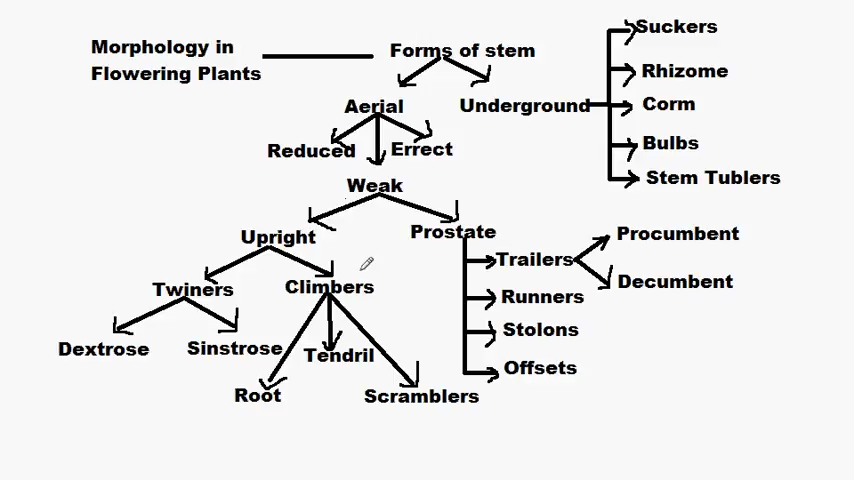 Morphology in
Flowering Plants
Forms of stem
Aerial
Underground
Suckers
Rhizome
Corm
Bulbs
Stem Tublers
Reduced
Errect
Weak
Upright
Prostate
Twiners
Climbers
Trailers
Procumbent
Decumbent
Runners
Stolons
Offsets
Dextrose
Sinstrose
Root
Tendril
Scramblers